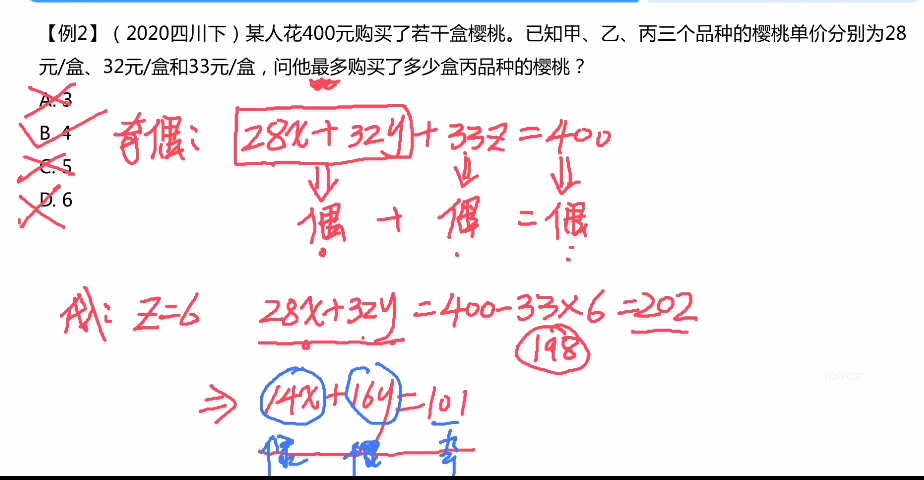 【例2】（2020四川下）某人花400元购买了若干盒樱桃。已知甲、乙、丙三个品种的樱桃单价分别为28
元/盒、32元/盒和33元/盒，问他最多购买了多少盒丙品种的樱桃？
A. 3
B. 4
C. 5
D. 6
奇偶：28x+32y+33z=400
偶 + 偶 =偶
代：z=6 28x+32y=400-33×6=202
198
⇒ 14x+16y=101
偶 偶 奇